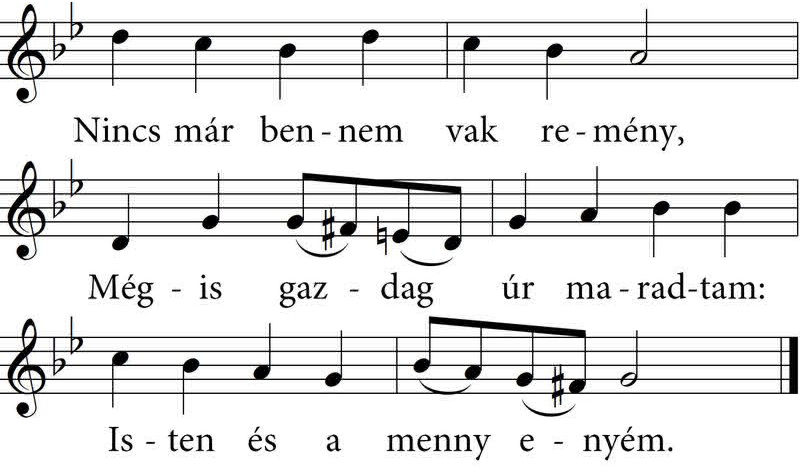 Nincs már ben - nem vak re - mény,
Még - is gaz - dag úr ma - rad-tam:
Is - ten és a menny e - nyém.